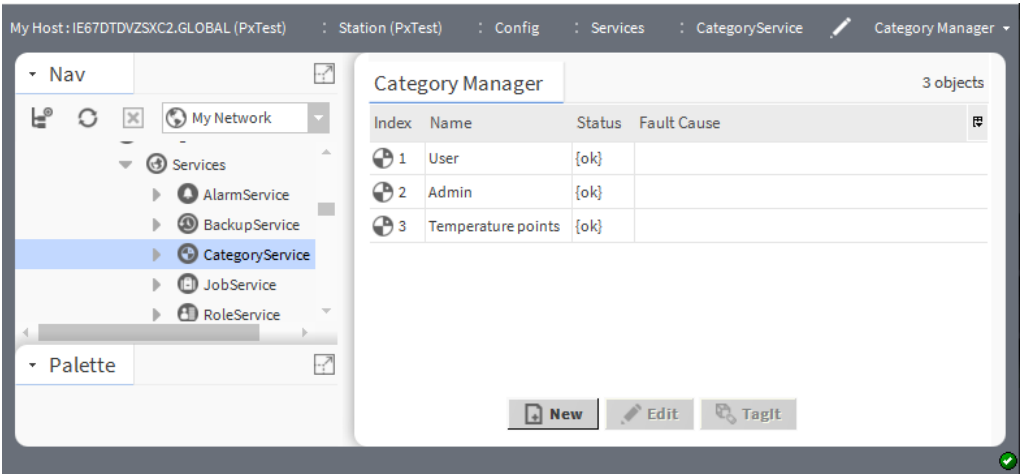 My Host : IE67DTDVZSXC2.GLOBAL (PxTest) : Station (PxTest) : Config : Services : CategoryService Category Manager
Nav
My Network
Services
AlarmService
BackupService
CategoryService
JobService
RoleService
Palette
Category Manager 3 objects
Index Name Status Fault Cause
1 User {ok}
2 Admin {ok}
3 Temperature points {ok}
New Edit TagIt